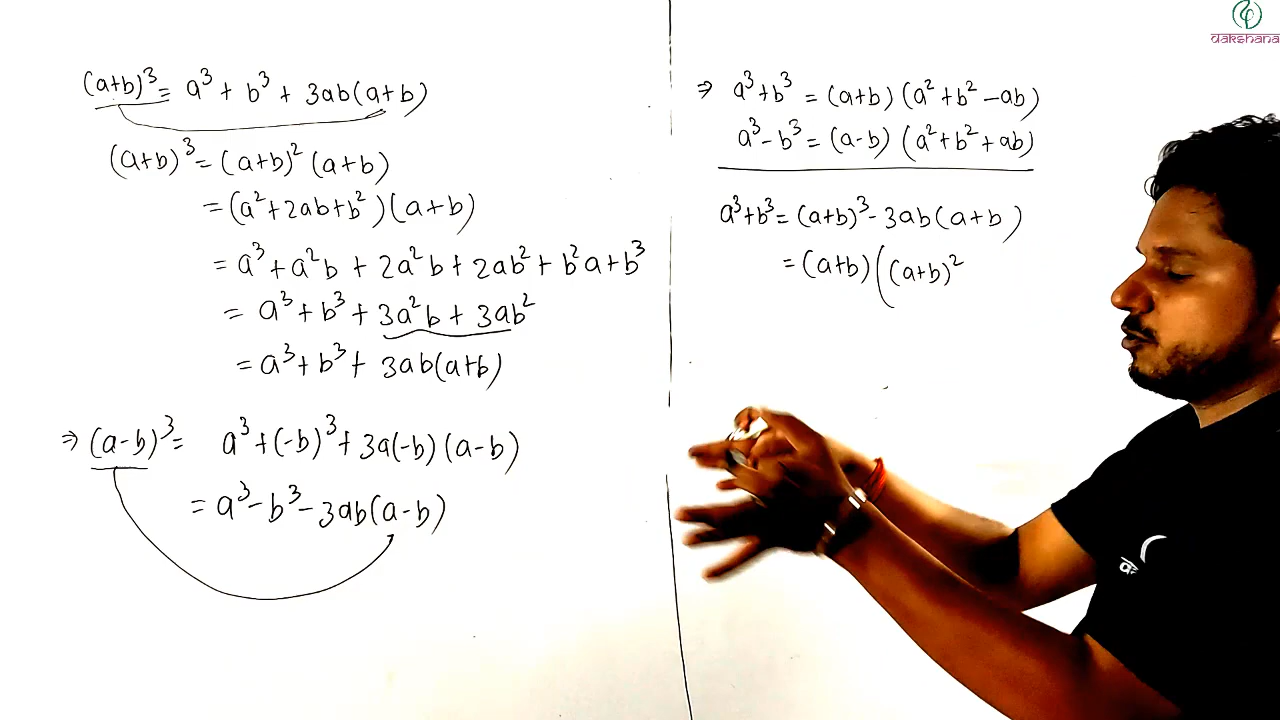 (a+b)³ = a³ + b³ + 3ab(a+b)
(a+b)³ = (a+b)² (a+b)
= (a²+2ab+b²)(a+b)
= a³ + a²b + 2a²b + 2ab² + b²a + b³
= a³ + b³ + 3a²b + 3ab²
= a³ + b³ + 3ab(a+b)
⇒ (a-b)³ = a³ + (-b)³ + 3a(-b) (a-b)
= a³ - b³ - 3ab(a-b)
⇒ a³+b³ = (a+b) (a²+b²-ab)
a³-b³ = (a-b) (a²+b²+ab)
a³+b³ = (a+b)³ - 3ab(a+b)
= (a+b) ( (a+b)²
dakshana